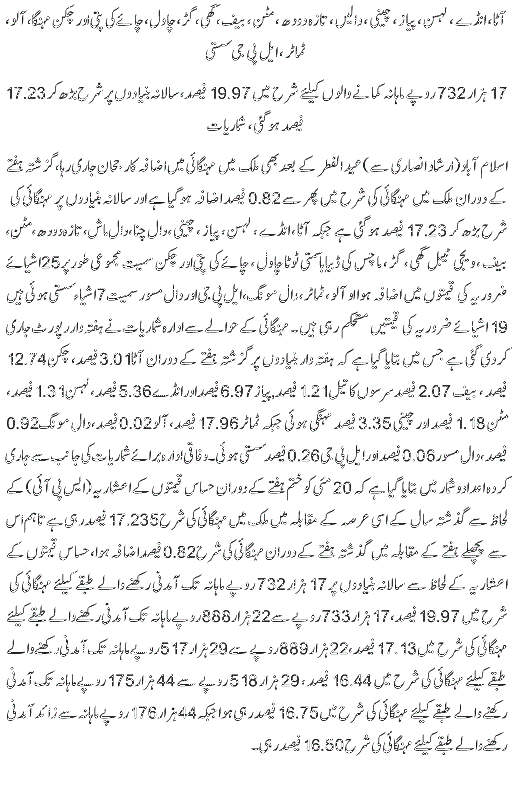 آٹا، انڈے، لہسن، پیاز، چینی، دالیں، تازہ دودھ، مٹن، بیف، گھی، گڑ، چاول، چائے کی پتی اور چکن مہنگا، آلو،
ٹماٹر، ایل پی جی سستی
17 ہزار 732 روپے ماہانہ کمانے والوں کیلئے شرح میں 19.97 فیصد، سالانہ بنیادوں پر شرح بڑھ کر 17.23
فیصد ہو گئی، شماریات
اسلام آباد (ارشاد انصاری سے) عید الفطر کے بعد بھی ملک میں مہنگائی میں اضافہ کا رجحان جاری رہا، گزشتہ ہفتے
کے دوران ملک میں مہنگائی کی شرح میں پھر سے 0.82 فیصد اضافہ ہو گیا ہے اور سالانہ بنیادوں پر مہنگائی کی
شرح بڑھ کر 17.23 فیصد ہو گئی ہے جبکہ آٹا، انڈے، لہسن، پیاز، چینی، دال چنا، دال ماش، تازہ دودھ، مٹن،
بیف، ویجی ٹیبل گھی، گڑ، ماچس کی ڈبیا، باسمتی ٹوٹا چاول، چائے کی پتی اور چکن سمیت مجموعی طور پر 25 اشیائے
ضروریہ کی قیمتوں میں اضافہ ہوا او آلو، ٹماٹر، دال مونگ، ایل پی جی اور دال مسور سمیت 7 اشیاء سستی ہوئی ہیں
19 اشیائے ضروریہ کی قیمتیں مستحکم رہی ہیں۔۔ مہنگائی کے حوالے سے ادارہ شماریات نے ہفتہ وار رپورٹ جاری
کردی گئی ہے جس میں بتایا گیا ہے کہ ہفتہ وار بنیادوں پر گزشتہ ہفتے کے دوران آٹا 3.01 فیصد، چکن 12.74
فیصد، بیف 2.07 فیصد سرسوں کا تیل 1.21 فیصد، پیاز 6.97 فیصد اور انڈے 5.36 فیصد، لہسن 1.31 فیصد،
مٹن 1.18 فیصد اور چینی 3.35 فیصد مہنگی ہوئی جبکہ ٹماٹر 17.96 فیصد، آلو 0.02 فیصد، دال مونگ 0.92
فیصد، دال مسور 0.06 فیصد اور ایل پی جی 0.26 فیصد سستی ہوئی۔ وفاقی ادارہ برائے شماریات کی جانب سے جاری
کردہ اعداد و شمار میں بتایا گیا ہے کہ 20 مئی کو ختم ہفتے کے دوران حساس قیمتوں کے اعشاریہ (ایس پی آئی) کے
لحاظ سے گذشتہ سال کے اسی عرصہ کے مقابلہ میں ملک میں مہنگائی کی شرح 17.235 فیصد رہی ہے تاہم اس
سے پچھلے ہفتے کے مقابلہ میں گذشتہ ہفتے کے دوران مہنگائی کی شرح 0.82 فیصد اضافہ ہوا، حساس قیمتوں کے
اعشاریہ کے لحاظ سے سالانہ بنیادوں پر 17 ہزار 732 روپے ماہانہ تک آمدنی رکھنے والے طبقے کیلئے مہنگائی کی
شرح میں 19.97 فیصد، 17 ہزار 733 روپے سے 22 ہزار 888 روپے ماہانہ تک آمدنی رکھنے والے طبقے کیلئے
مہنگائی کی شرح میں 17.13 فیصد، 22 ہزار 889 روپے سے 29 ہزار 517 روپے ماہانہ تک آمدنی رکھنے والے
طبقے کیلئے مہنگائی کی شرح میں 16.44 فیصد، 29 ہزار 518 روپے سے 44 ہزار 175 روپے ماہانہ تک آمدنی
رکھنے والے طبقے کیلئے مہنگائی کی شرح میں 16.75 فیصد رہی ہوا جبکہ 44 ہزار 176 روپے ماہانہ سے زائد آمدنی
رکھنے والے طبقے کیلئے مہنگائی کی شرح 16.50 فیصد رہی۔۔